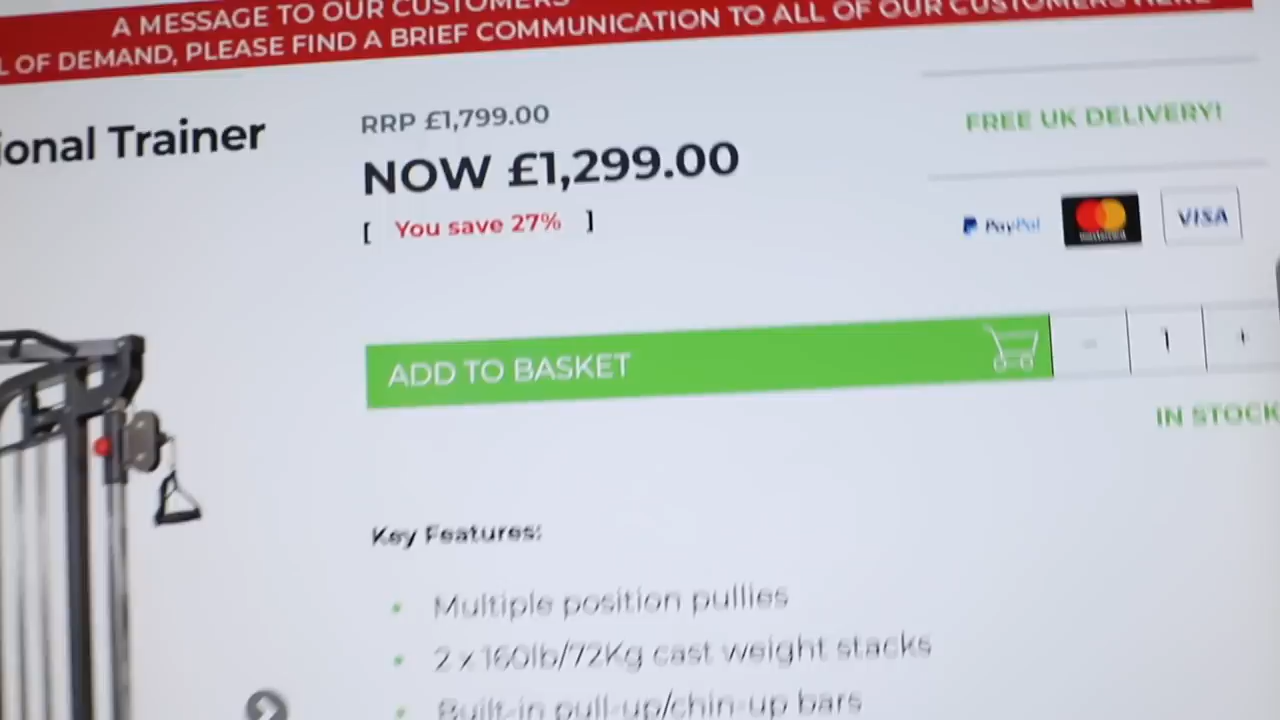 A MESSAGE TO OUR CUSTOMERS
OF DEMAND, PLEASE FIND A BRIEF COMMUNICATION TO ALL OF OUR CUSTOMERS HERE
ional Trainer
RRP £1,799.00
NOW £1,299.00
[ You save 27% ]
FREE UK DELIVERY!
PayPal
mastercard
VISA
ADD TO BASKET
- 1 +
IN STOCK
Key Features:
• Multiple position pullies
• 2 x 160lb/72Kg cast weight stacks
• Built-in pull-up/chin-up bars